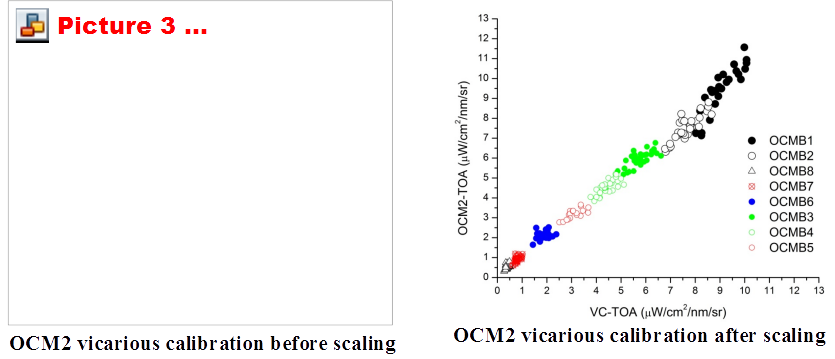 Picture 3 ...
OCM2 vicarious calibration before scaling
13
12
11
10
9
8
7
6
5
4
3
2
1
0
OCM2-TOA (μW/cm²/nm/sr)
OCMB1
OCMB2
OCMB8
OCMB7
OCMB6
OCMB3
OCMB4
OCMB5
0 1 2 3 4 5 6 7 8 9 10 11 12 13
VC-TOA (μW/cm²/nm/sr)
OCM2 vicarious calibration after scaling